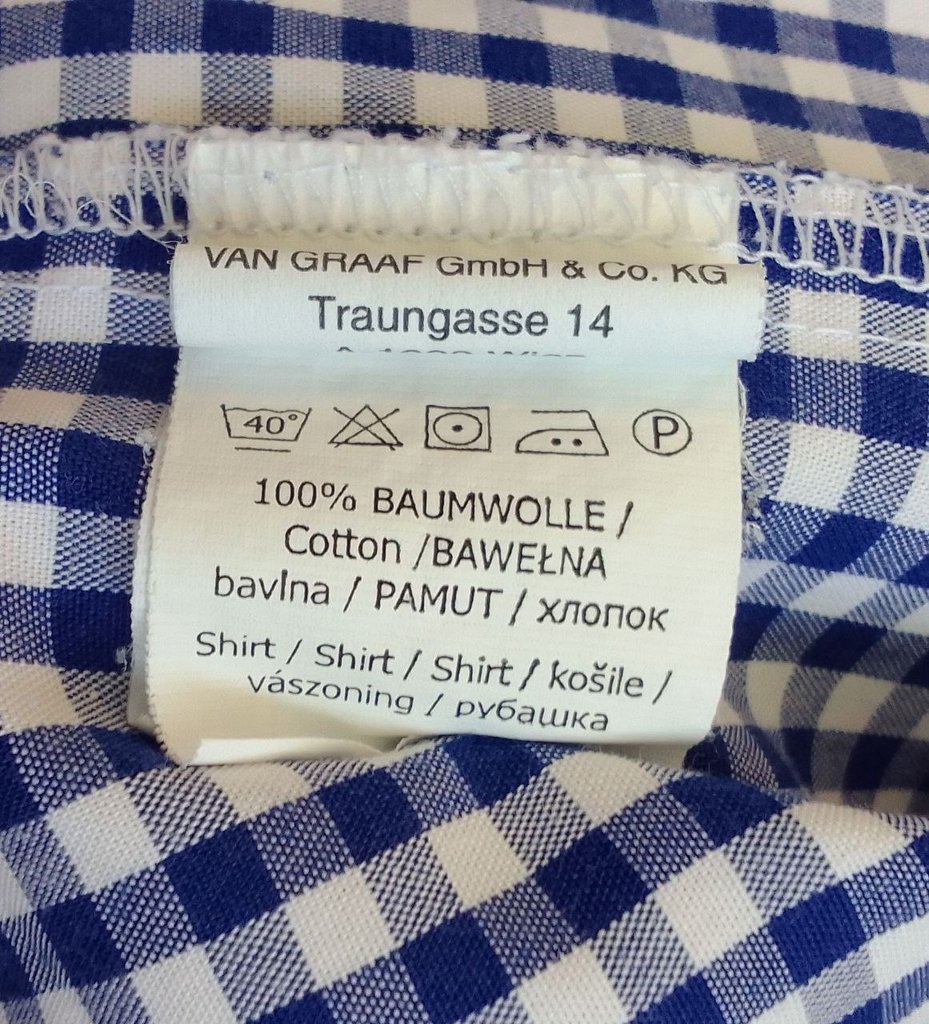 VAN GRAAF GmbH & Co. KG
Traungasse 14
40°
P
100% BAUMWOLLE /
Cotton /BAWEŁNA
bavlna / PAMUT / хлопок
Shirt / Shirt / Shirt / košile /
vászoning / рубашка